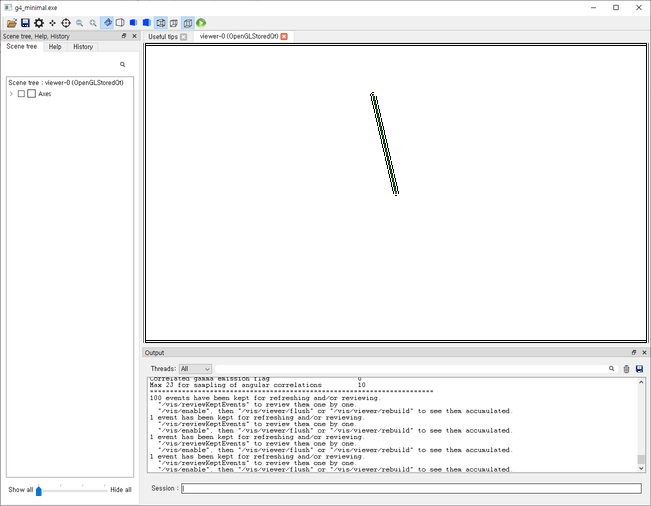 g4_minimal.exe
Scene tree, Help, History
Scene tree Help History
Useful tips viewer-0 (OpenGLStoredQt)
Scene tree : viewer-0 (OpenGLStoredQt)
Axes
Show all Hide all
Output
Threads: All
Correlated gamma emission flag 0
Max 2J for sampling of angular correlations 10
=======================================================================
100 events have been kept for refreshing and/or reviewing.
"/vis/reviewKeptEvents" to review them one by one.
"/vis/enable", then "/vis/viewer/flush" or "/vis/viewer/rebuild" to see them accumulated.
1 event has been kept for refreshing and/or reviewing.
"/vis/reviewKeptEvents" to review them one by one.
"/vis/enable", then "/vis/viewer/flush" or "/vis/viewer/rebuild" to see them accumulated.
1 event has been kept for refreshing and/or reviewing.
"/vis/reviewKeptEvents" to review them one by one.
"/vis/enable", then "/vis/viewer/flush" or "/vis/viewer/rebuild" to see them accumulated.
1 event has been kept for refreshing and/or reviewing.
"/vis/reviewKeptEvents" to review them one by one.
"/vis/enable", then "/vis/viewer/flush" or "/vis/viewer/rebuild" to see them accumulated.
Session :